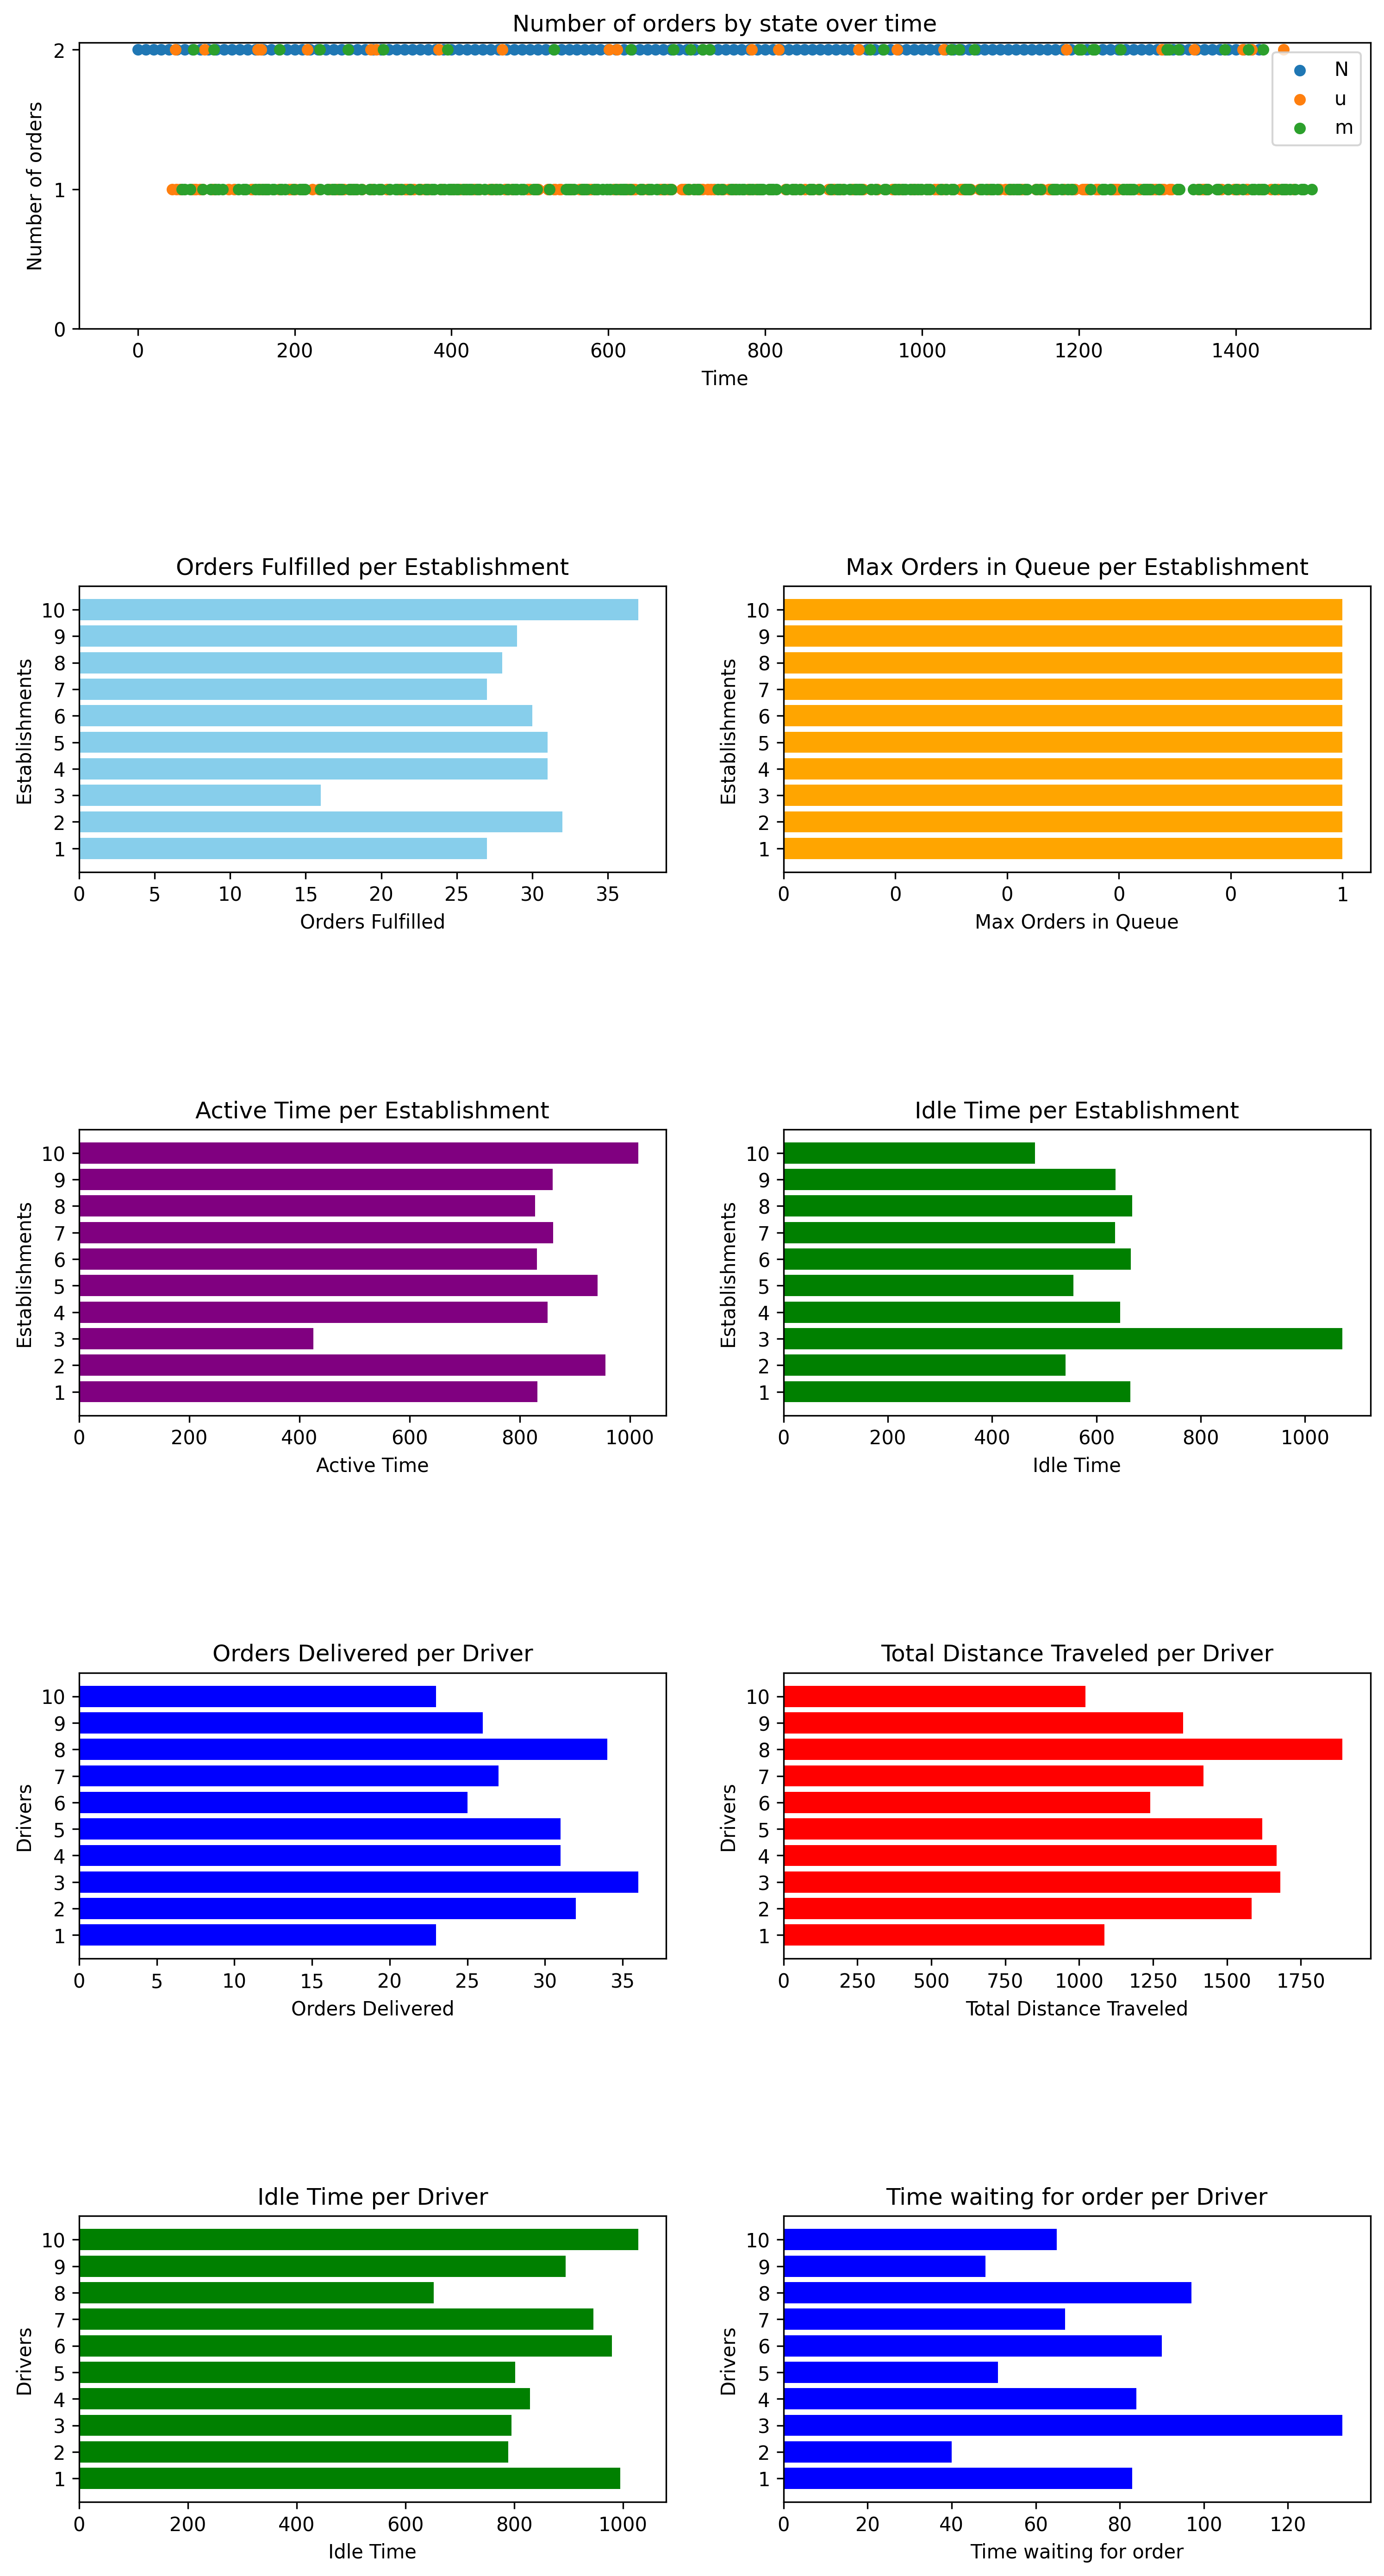 Number of orders by state over time
Number of orders
2
1
0
N
u
m
0 200 400 600 800 1000 1200 1400
Time
Orders Fulfilled per Establishment
Establishments
10
9
8
7
6
5
4
3
2
1
0 5 10 15 20 25 30 35
Orders Fulfilled
Max Orders in Queue per Establishment
Establishments
10
9
8
7
6
5
4
3
2
1
0 0 0 0 0 1
Max Orders in Queue
Active Time per Establishment
Establishments
10
9
8
7
6
5
4
3
2
1
0 200 400 600 800 1000
Active Time
Idle Time per Establishment
Establishments
10
9
8
7
6
5
4
3
2
1
0 200 400 600 800 1000
Idle Time
Orders Delivered per Driver
Drivers
10
9
8
7
6
5
4
3
2
1
0 5 10 15 20 25 30 35
Orders Delivered
Total Distance Traveled per Driver
Drivers
10
9
8
7
6
5
4
3
2
1
0 250 500 750 1000 1250 1500 1750
Total Distance Traveled
Idle Time per Driver
Drivers
10
9
8
7
6
5
4
3
2
1
0 200 400 600 800 1000
Idle Time
Time waiting for order per Driver
Drivers
10
9
8
7
6
5
4
3
2
1
0 20 40 60 80 100 120
Time waiting for order